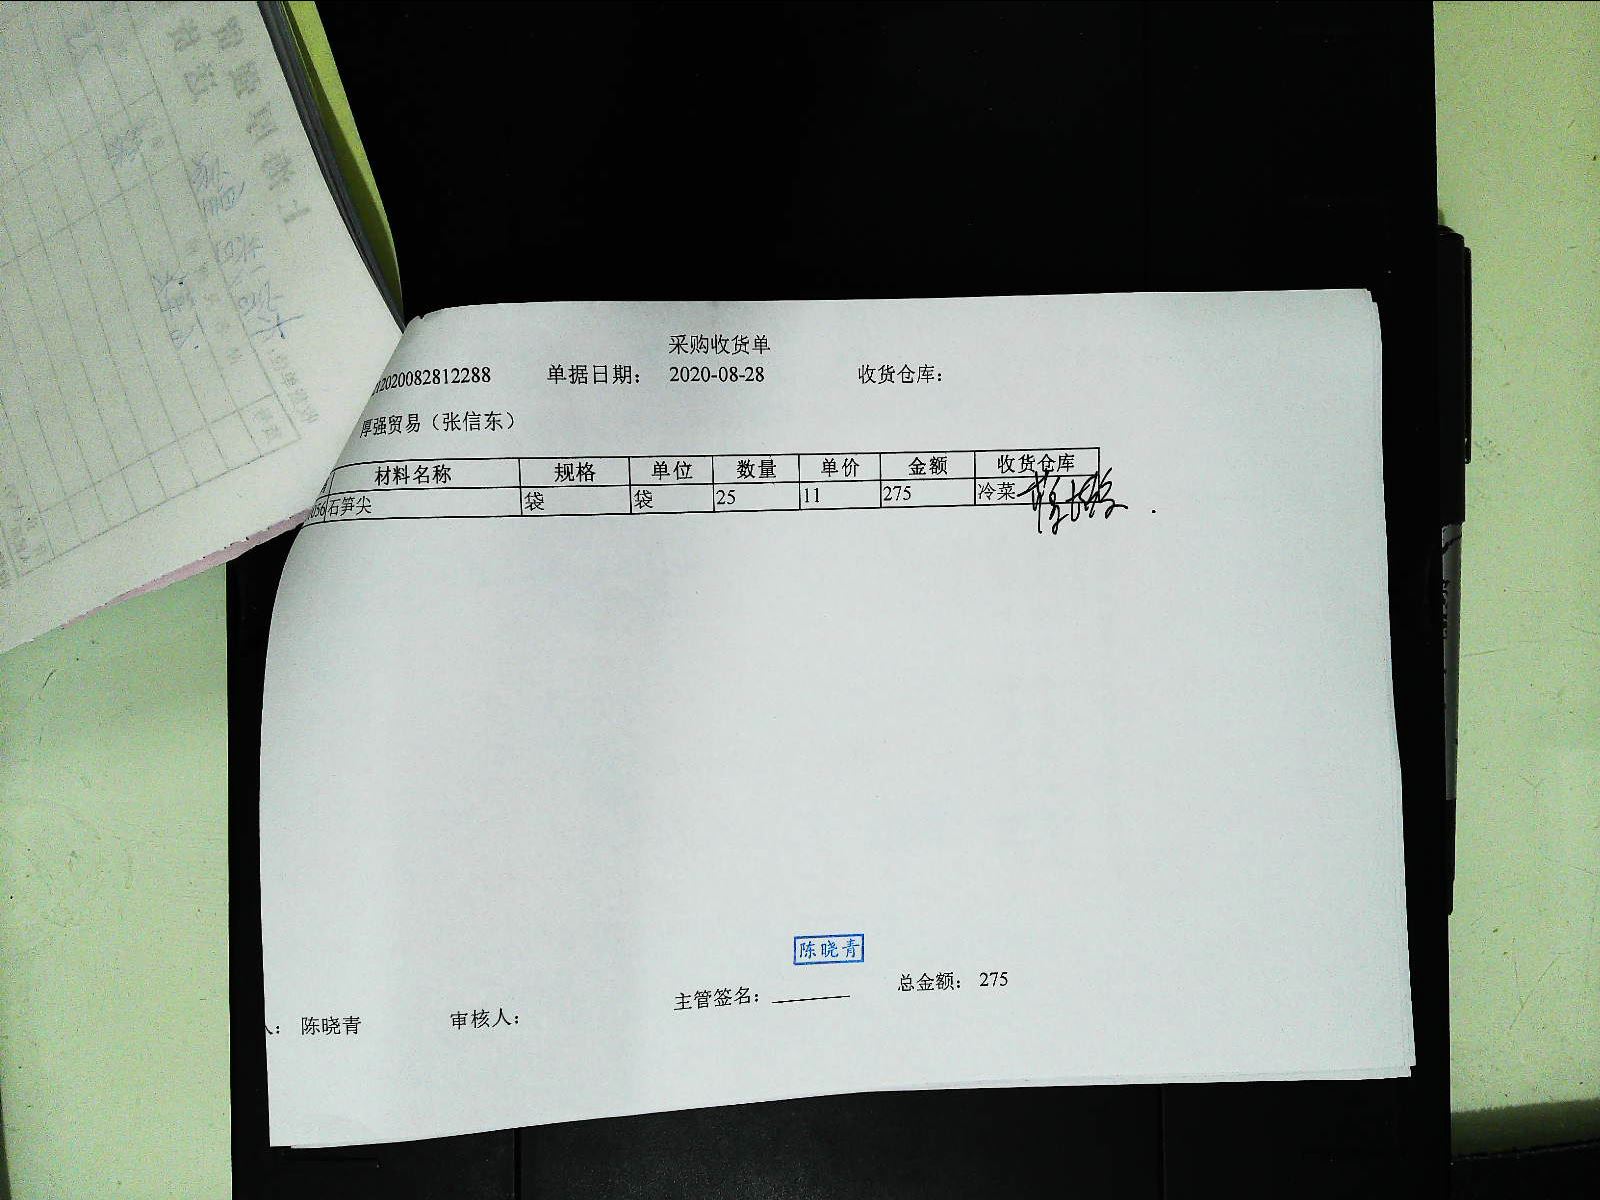 采购收货单
2020082812288 单据日期： 2020-08-28 收货仓库：
厚强贸易（张信东）
材料名称 规格 单位 数量 单价 金额 收货仓库
056 石笋尖 袋 袋 25 11 275 冷菜
陈晓青
主管签名： 总金额： 275
人： 陈晓青 审核人：